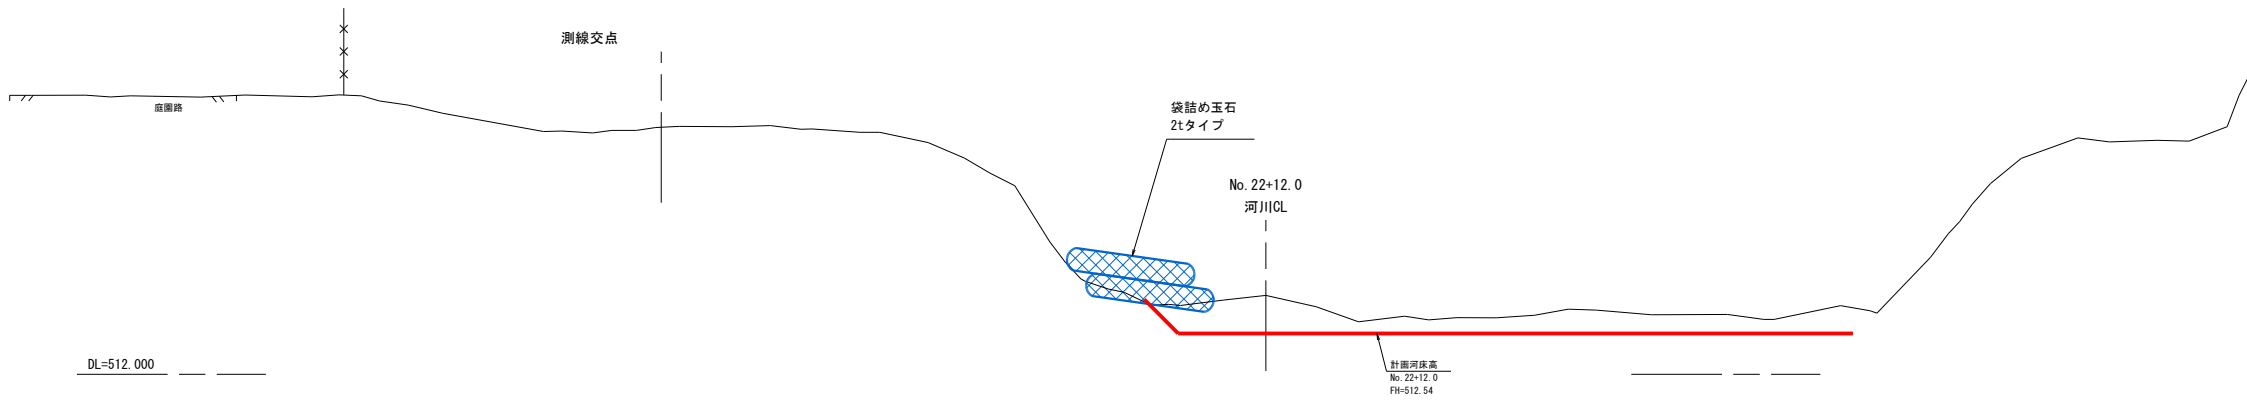 測線交点
庭園路
袋詰め玉石
2tタイプ
No.22+12.0
河川CL
DL=512.000
計画河床高
No.22+12.0
FH=512.54